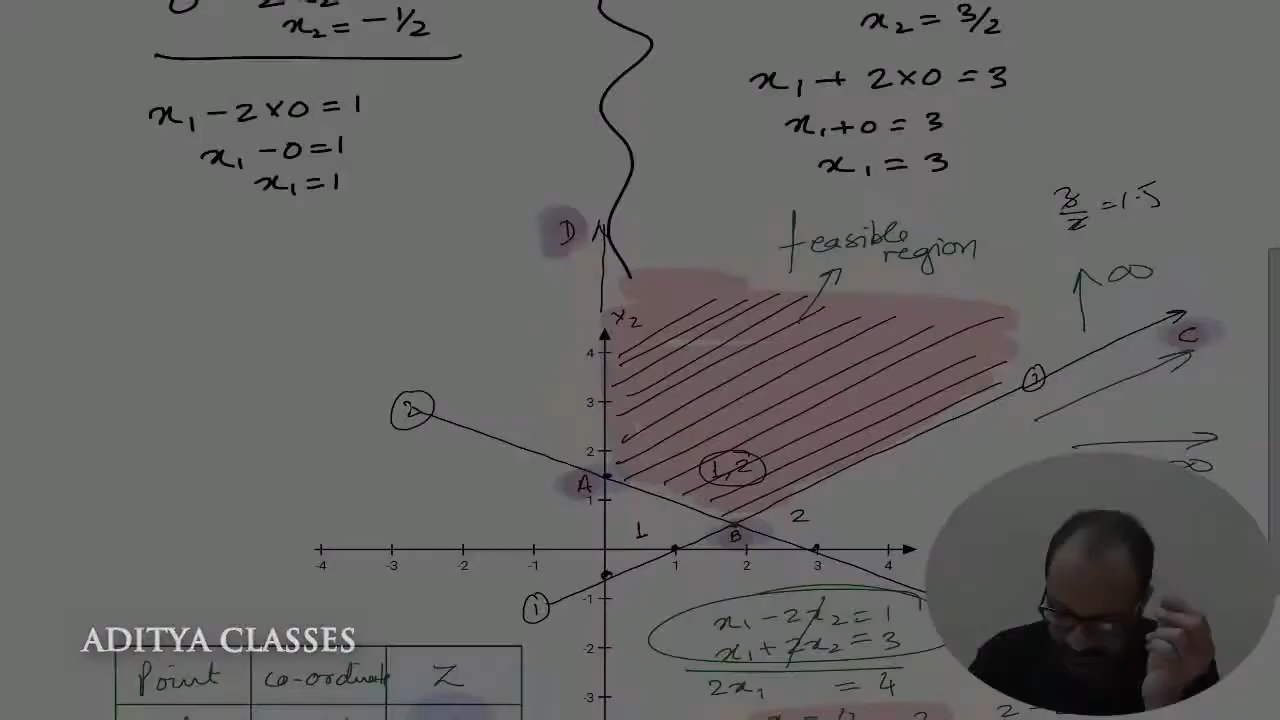 x₂ = -1/2
x₁ - 2×0 = 1
x₁ - 0 = 1
x₁ = 1
x₂ = 3/2
x₁ + 2×0 = 3
x₁ + 0 = 3
x₁ = 3
3/2 = 1.5
D
feasible
region
∞
x₂
C
4
3
2
1
2
1
1,2
A
B
1
2
∞
-4 -3 -2 -1 1 2 3 4
1
-1
-2
-3
x₁ - 2x₂ = 1
x₁ + 2x₂ = 3
2x₁ = 4
ADITYA CLASSES
Point co-ordinate Z